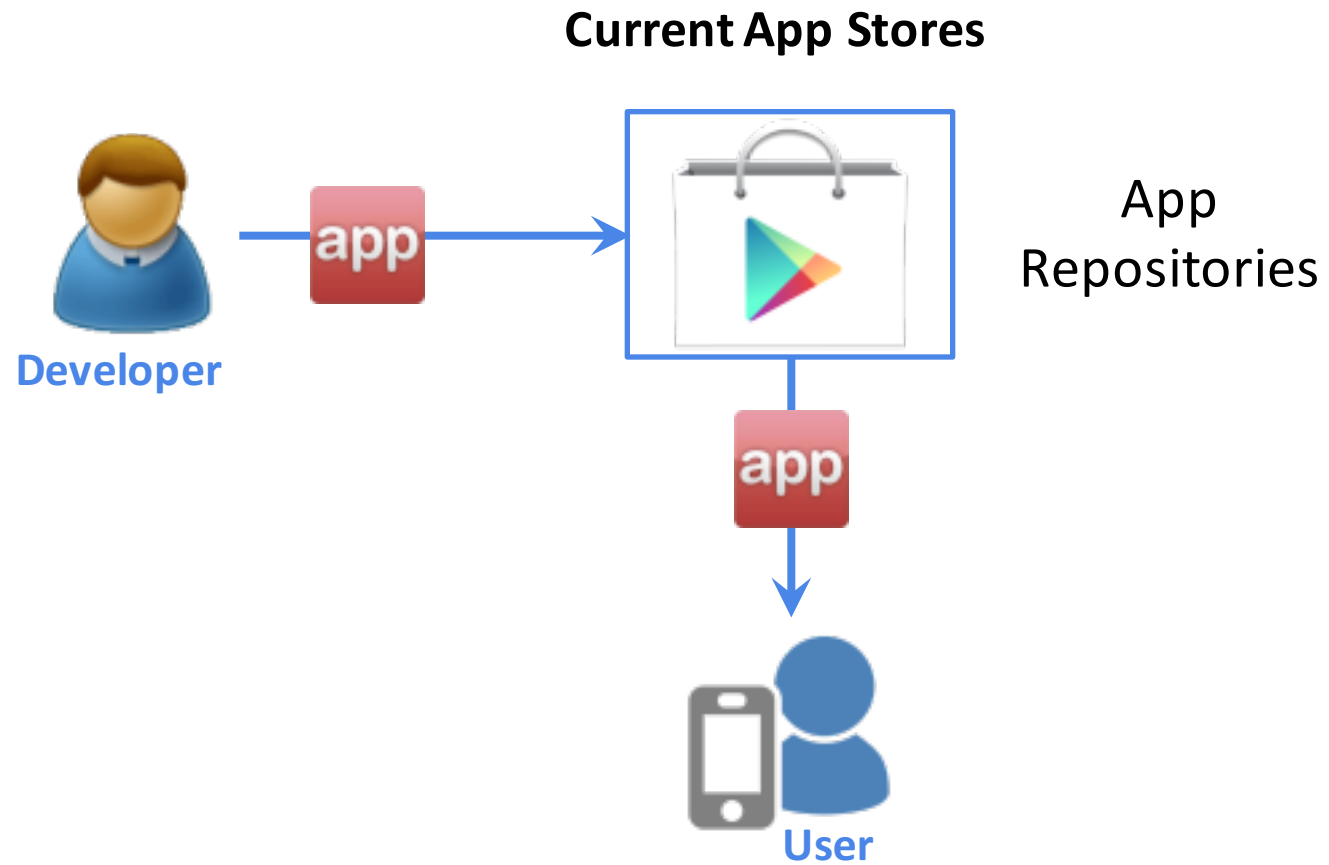 Current App Stores
app
App
Repositories
Developer
app
User